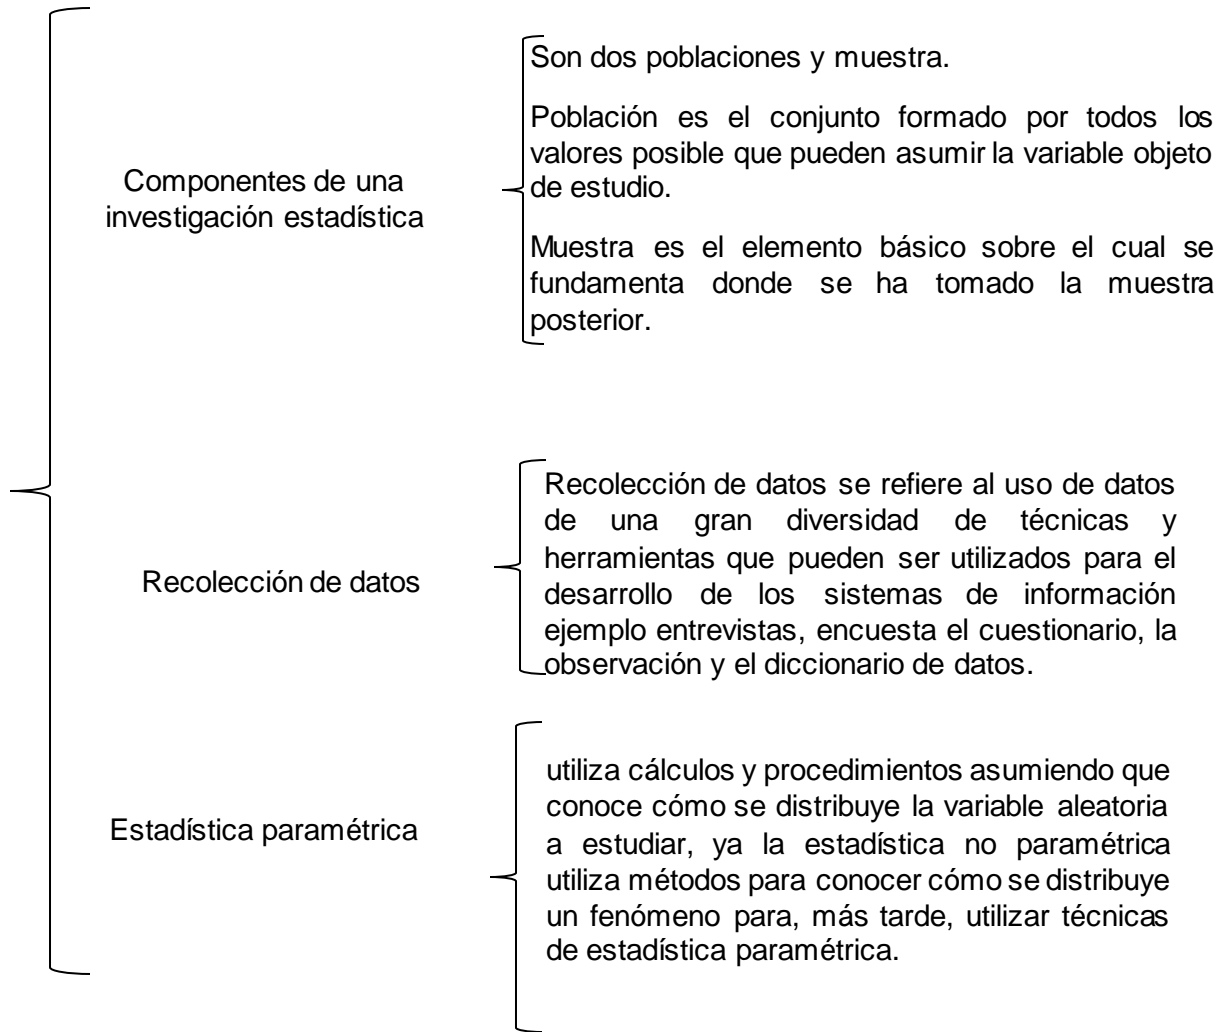 Componentes de una
investigación estadística
Son dos poblaciones y muestra.
Población es el conjunto formado por todos los
valores posible que pueden asumir la variable objeto
de estudio.
Muestra es el elemento básico sobre el cual se
fundamenta donde se ha tomado la muestra
posterior.
Recolección de datos
Recolección de datos se refiere al uso de datos
de una gran diversidad de técnicas y
herramientas que pueden ser utilizados para el
desarrollo de los sistemas de información
ejemplo entrevistas, encuesta el cuestionario, la
observación y el diccionario de datos.
Estadística paramétrica
utiliza cálculos y procedimientos asumiendo que
conoce cómo se distribuye la variable aleatoria
a estudiar, ya la estadística no paramétrica
utiliza métodos para conocer cómo se distribuye
un fenómeno para, más tarde, utilizar técnicas
de estadística paramétrica.